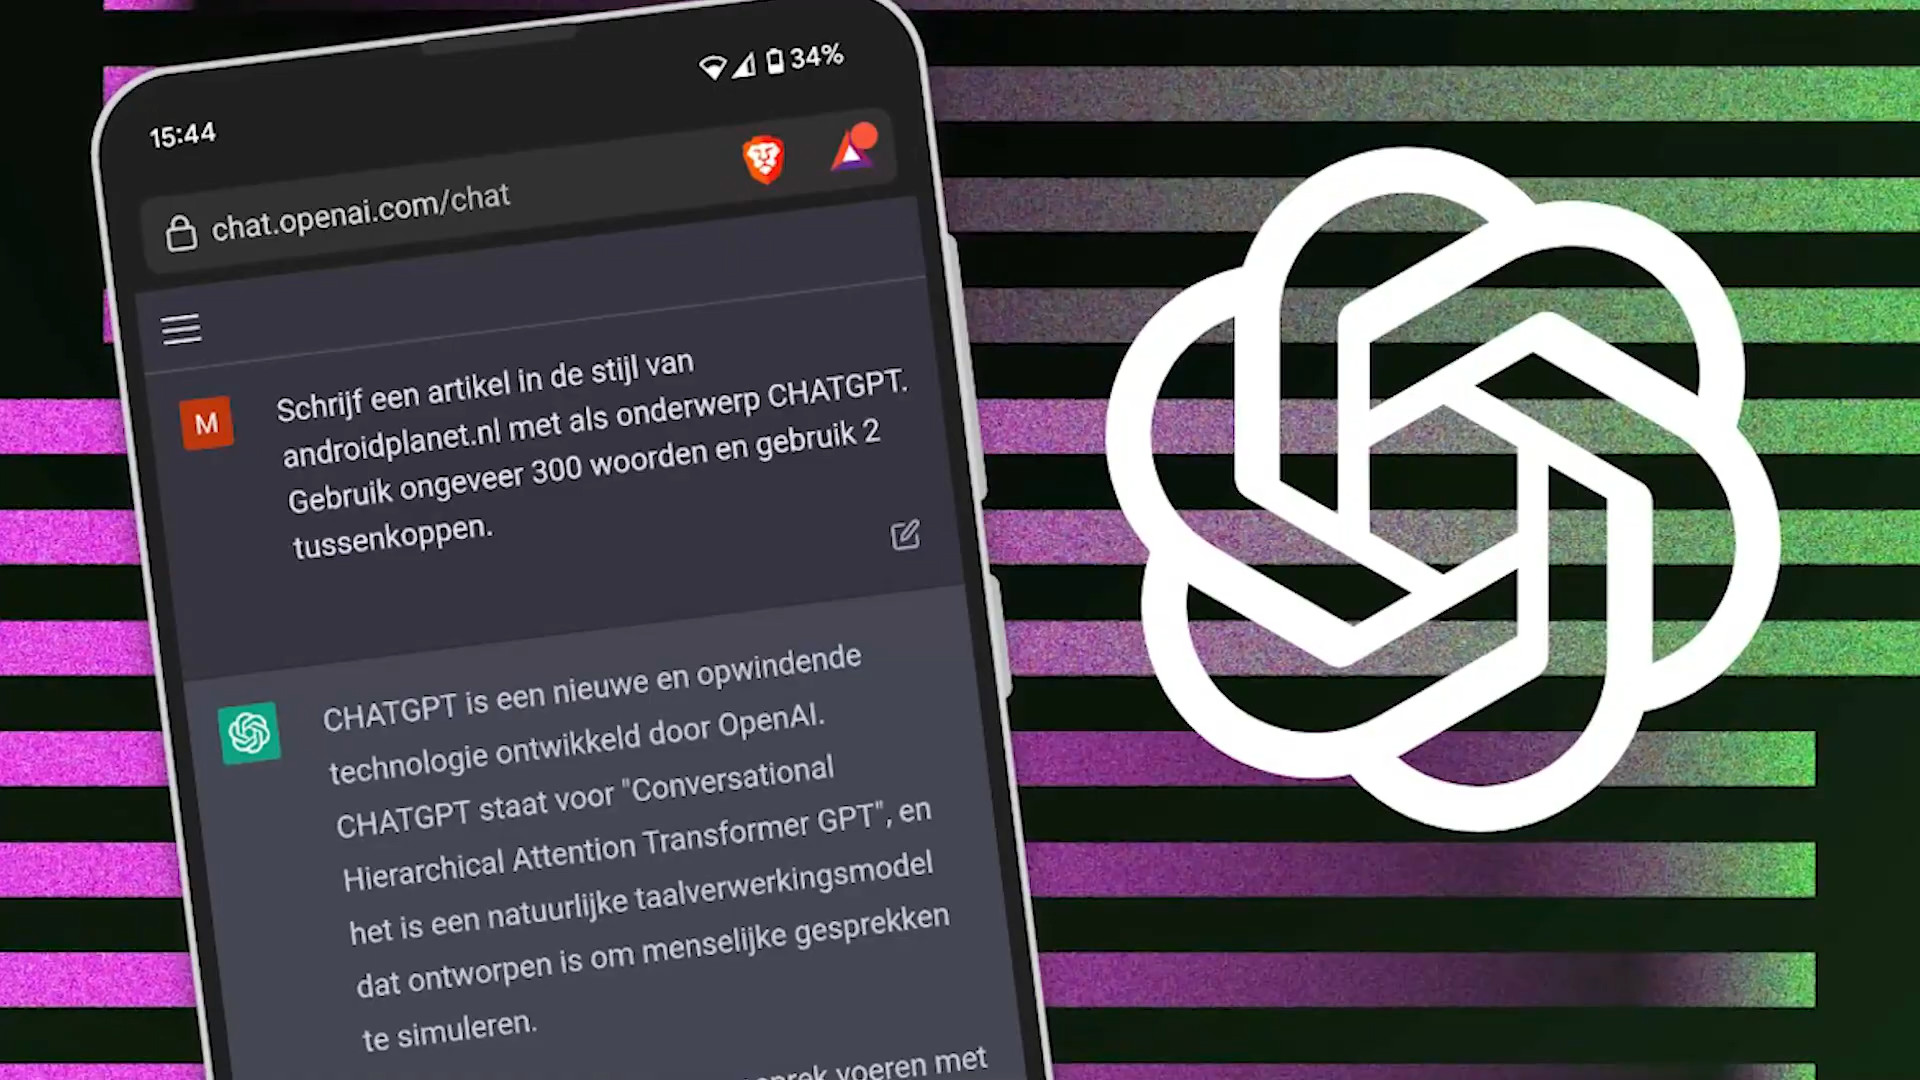 15:44
34%
chat.openai.com/chat
M
Schrijf een artikel in de stijl van
androidplanet.nl met als onderwerp CHATGPT.
Gebruik ongeveer 300 woorden en gebruik 2
tussenkoppen.
CHATGPT is een nieuwe en opwindende
technologie ontwikkeld door OpenAI.
CHATGPT staat voor "Conversational
Hierarchical Attention Transformer GPT", en
het is een natuurlijke taalverwerkingsmodel
dat ontworpen is om menselijke gesprekken
te simuleren.
voeren met